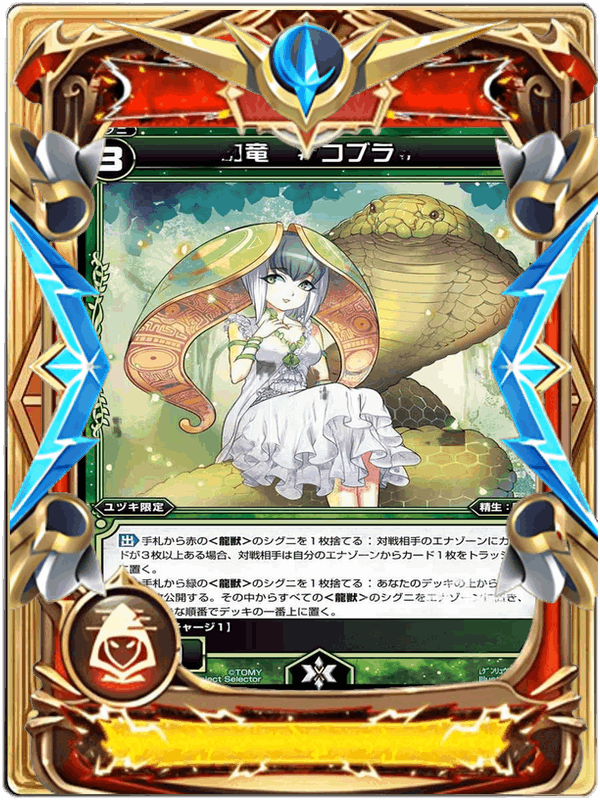 3
竜 コブラ
ユヅキ限定
精生:
出 手札から赤の<龍獣>のシグニを1枚捨てる:対戦相手のエナゾーンにカ
ドが3枚以上ある場合、対戦相手は自分のエナゾーンからカード1枚をトラッシ
に置く。
手札から緑の<龍獣>のシグニを1枚捨てる:あなたのデッキの上から
公開する。その中からすべての<龍獣>のシグニをエナゾーンに置き、
な順番でデッキの一番上に置く。
チャージ1】
©TOMY
lect Selector
Illu